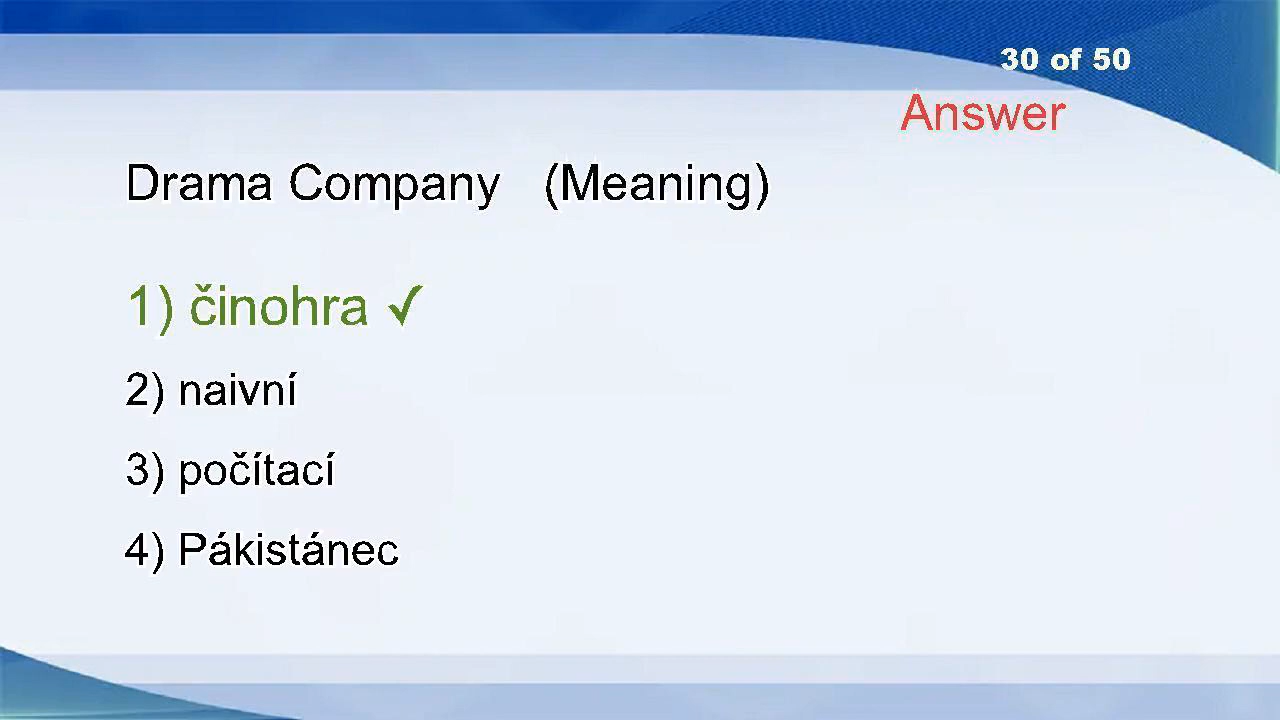 30 of 50
Answer
Drama Company (Meaning)
1) činohra ✓
2) naivní
3) počítací
4) Pákistánec